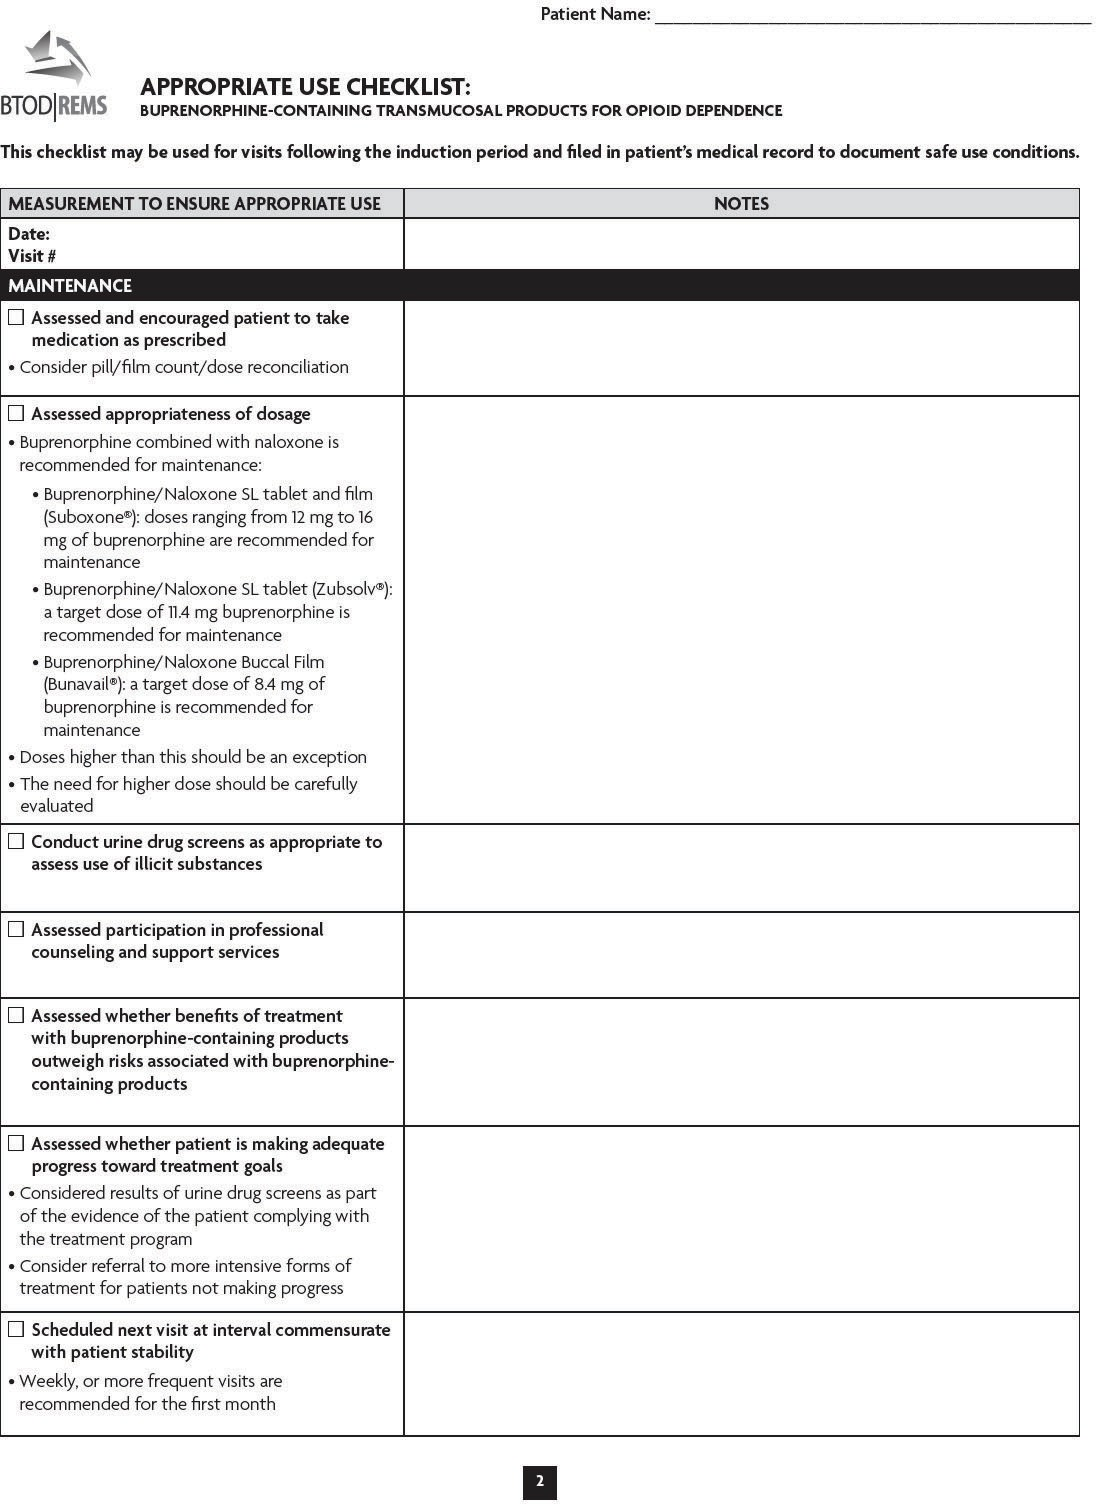 Patient Name: ______________________________________________
BTOD|REMS
APPROPRIATE USE CHECKLIST:
BUPRENORPHINE-CONTAINING TRANSMUCOSAL PRODUCTS FOR OPIOID DEPENDENCE
This checklist may be used for visits following the induction period and filed in patient’s medical record to document safe use conditions.
MEASUREMENT TO ENSURE APPROPRIATE USE
NOTES
Date:
Visit #
MAINTENANCE
☐ Assessed and encouraged patient to take
medication as prescribed
• Consider pill/film count/dose reconciliation
☐ Assessed appropriateness of dosage
• Buprenorphine combined with naloxone is
recommended for maintenance:
• Buprenorphine/Naloxone SL tablet and film
(Suboxone®): doses ranging from 12 mg to 16
mg of buprenorphine are recommended for
maintenance
• Buprenorphine/Naloxone SL tablet (Zubsolv®):
a target dose of 11.4 mg buprenorphine is
recommended for maintenance
• Buprenorphine/Naloxone Buccal Film
(Bunavail®): a target dose of 8.4 mg of
buprenorphine is recommended for
maintenance
• Doses higher than this should be an exception
• The need for higher dose should be carefully
evaluated
☐ Conduct urine drug screens as appropriate to
assess use of illicit substances
☐ Assessed participation in professional
counseling and support services
☐ Assessed whether benefits of treatment
with buprenorphine-containing products
outweigh risks associated with buprenorphine-
containing products
☐ Assessed whether patient is making adequate
progress toward treatment goals
• Considered results of urine drug screens as part
of the evidence of the patient complying with
the treatment program
• Consider referral to more intensive forms of
treatment for patients not making progress
☐ Scheduled next visit at interval commensurate
with patient stability
• Weekly, or more frequent visits are
recommended for the first month
2